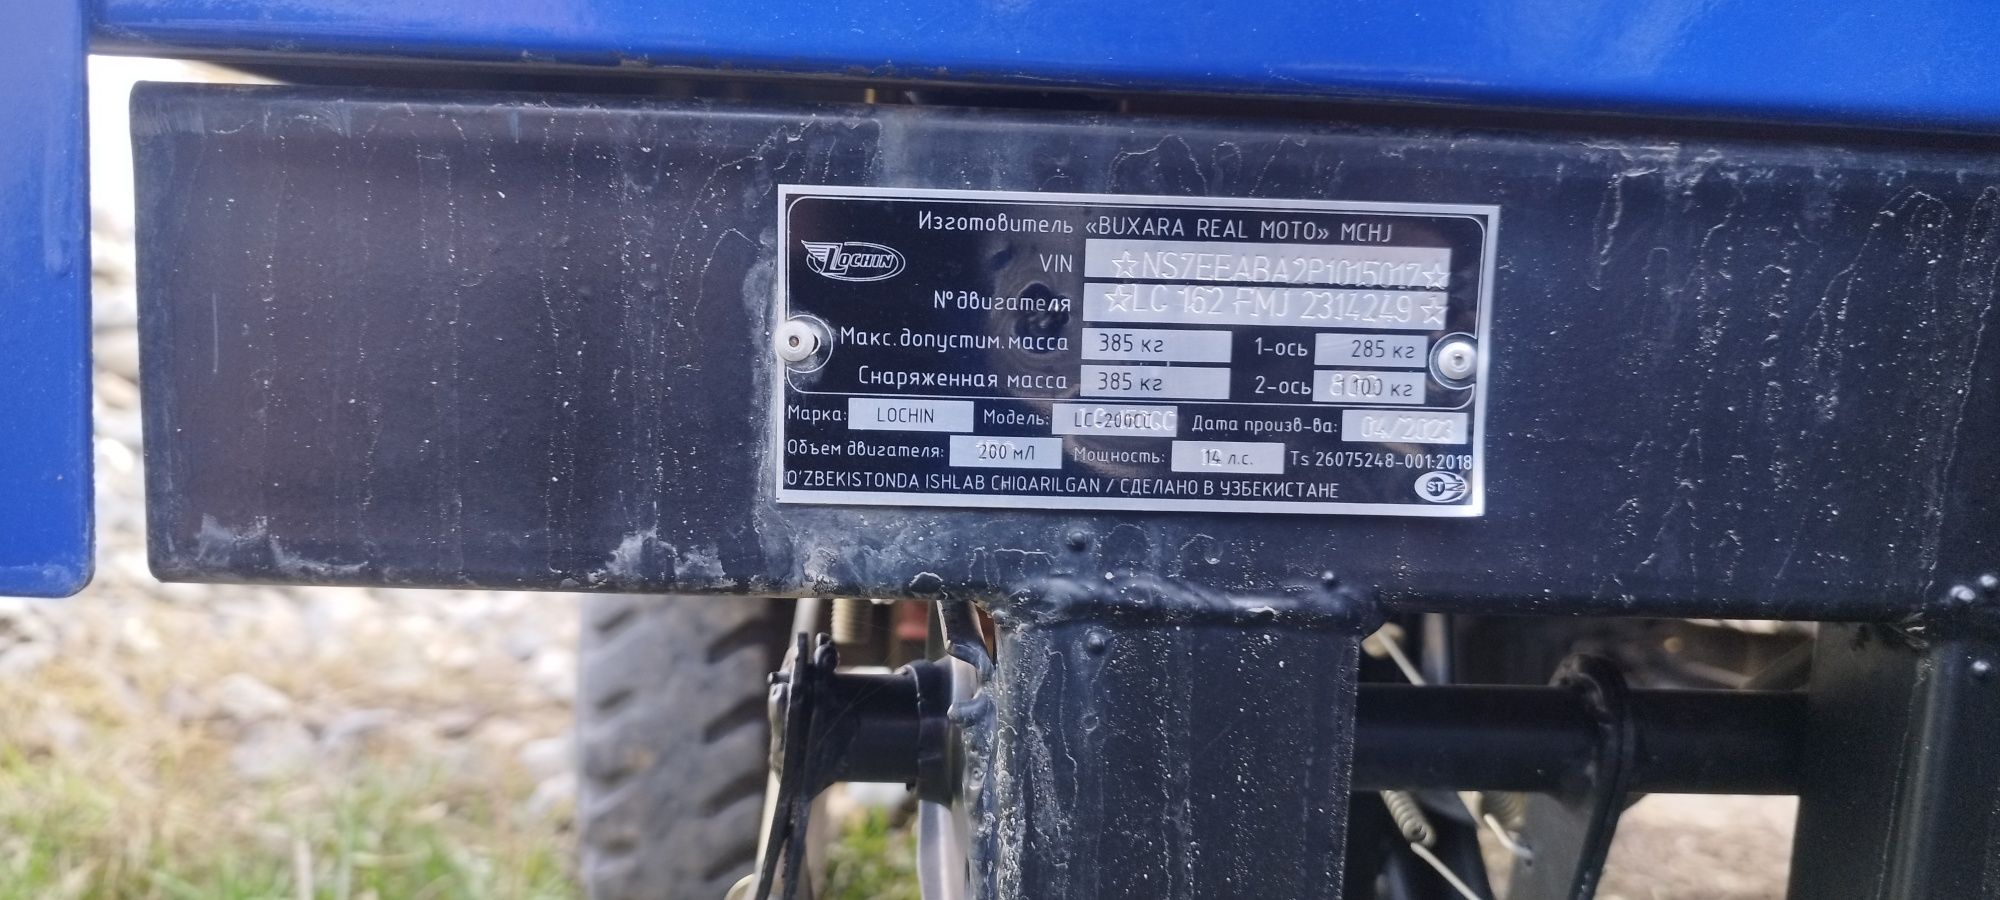 Изготовитель «BUXARA REAL MOTO» MCHJ
LOCHIN
VIN ☆NS7EEABA2P1015017☆
№двигателя ☆LC 162 FMJ 2314249☆
Макс.допустим.масса 385 кг 1-ось 285 кг
Снаряженная масса 385 кг 2-ось 100 кг
Марка: LOCHIN Модель: Дата произв-ва: 04/2023
Объем двигателя: 200 мл Мощность: 14 л.с. Ts 26075248-001:2018
O'ZBEKISTONDA ISHLAB CHIQARILGAN / СДЕЛАНО В УЗБЕКИСТАНЕ